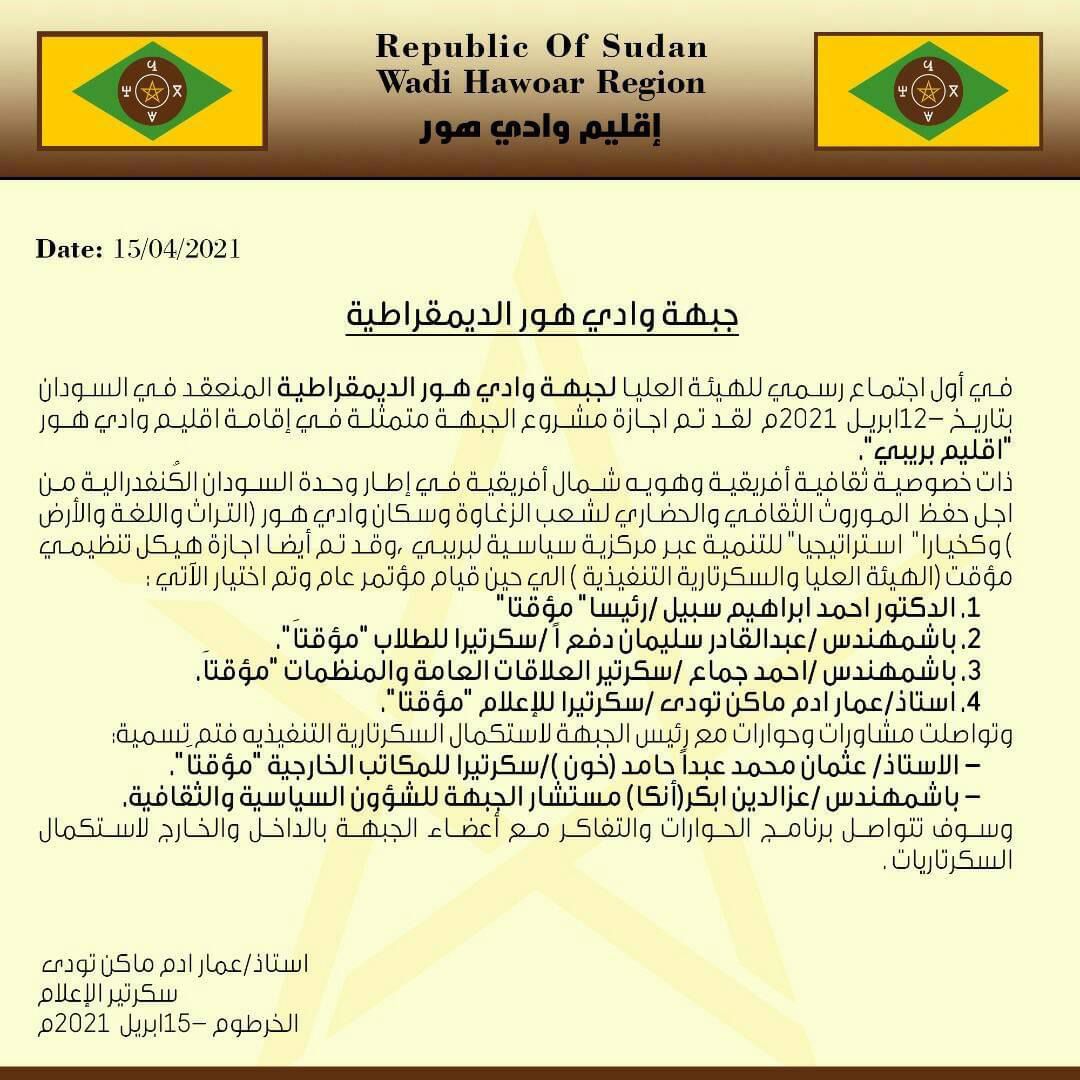 Republic Of Sudan
Wadi Hawoar Region
إقليم وادي هور
Date: 15/04/2021
جبهة وادي هور الديمقراطية
في أول اجتماع رسمي للهيئة العليا لجبهة وادي هور الديمقراطية المنعقد في السودان
بتاريخ –12ابريل 2021م لقد تم اجازة مشروع الجبهة متمثلة في إقامة اقليم وادي هور
"اقليم بريبي".
ذات خصوصية ثقافية أفريقية وهويه شمال أفريقية في إطار وحدة السودان الكُنفدرالية من
اجل حفظ الموروث الثقافي والحضاري لشعب الزغاوة وسكان وادي هور (التراث واللغة والأرض
) وكخيارا" استراتيجيا" للتنمية عبر مركزية سياسية لبريبي ،وقد تم أيضا اجازة هيكل تنظيمي
مؤقت (الهيئة العليا والسكرتارية التنفيذية ) الي حين قيام مؤتمر عام وتم اختيار الآتي :
1. الدكتور احمد ابراهيم سبيل /رئيسا" مؤقتا"
2. باشمهندس /عبدالقادر سليمان دفع أ /سكرتيرا للطلاب "مؤقتاَ".
3. باشمهندس /احمد جماع /سكرتير العلاقات العامة والمنظمات "مؤقتاَ.
4. استاذ/عمار ادم ماكن تودى /سكرتيرا للإعلام "مؤقتا".
وتواصلت مشاورات وحوارات مع رئيس الجبهة لاستكمال السكرتارية التنفيذيه فتم تسمية:
– الاستاذ/ عثمان محمد عبداً حامد (خون )/سكرتيرا للمكاتب الخارجية "مؤقتا".
– باشمهندس /عزالدين ابكر(أنكا) مستشار الجبهة للشؤون السياسية والثقافية.
وسوف تتواصل برنامج الحوارات والتفاكر مع أعضاء الجبهة بالداخل والخارج لاستكمال
السكرتاريات .
استاذ/عمار ادم ماكن تودى
سكرتير الإعلام
الخرطوم –15ابريل 2021م